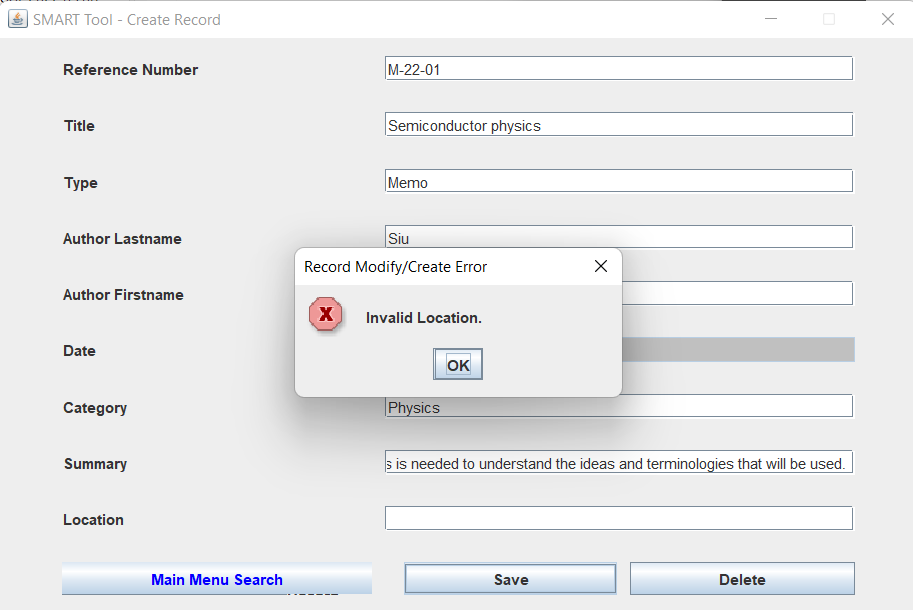 SMART Tool - Create Record
Reference Number M-22-01
Title Semiconductor physics
Type Memo
Author Lastname Siu
Record Modify/Create Error
Author Firstname
Invalid Location.
Date
OK
Category Physics
Summary s is needed to understand the ideas and terminologies that will be used.
Location
Main Menu Search Save Delete